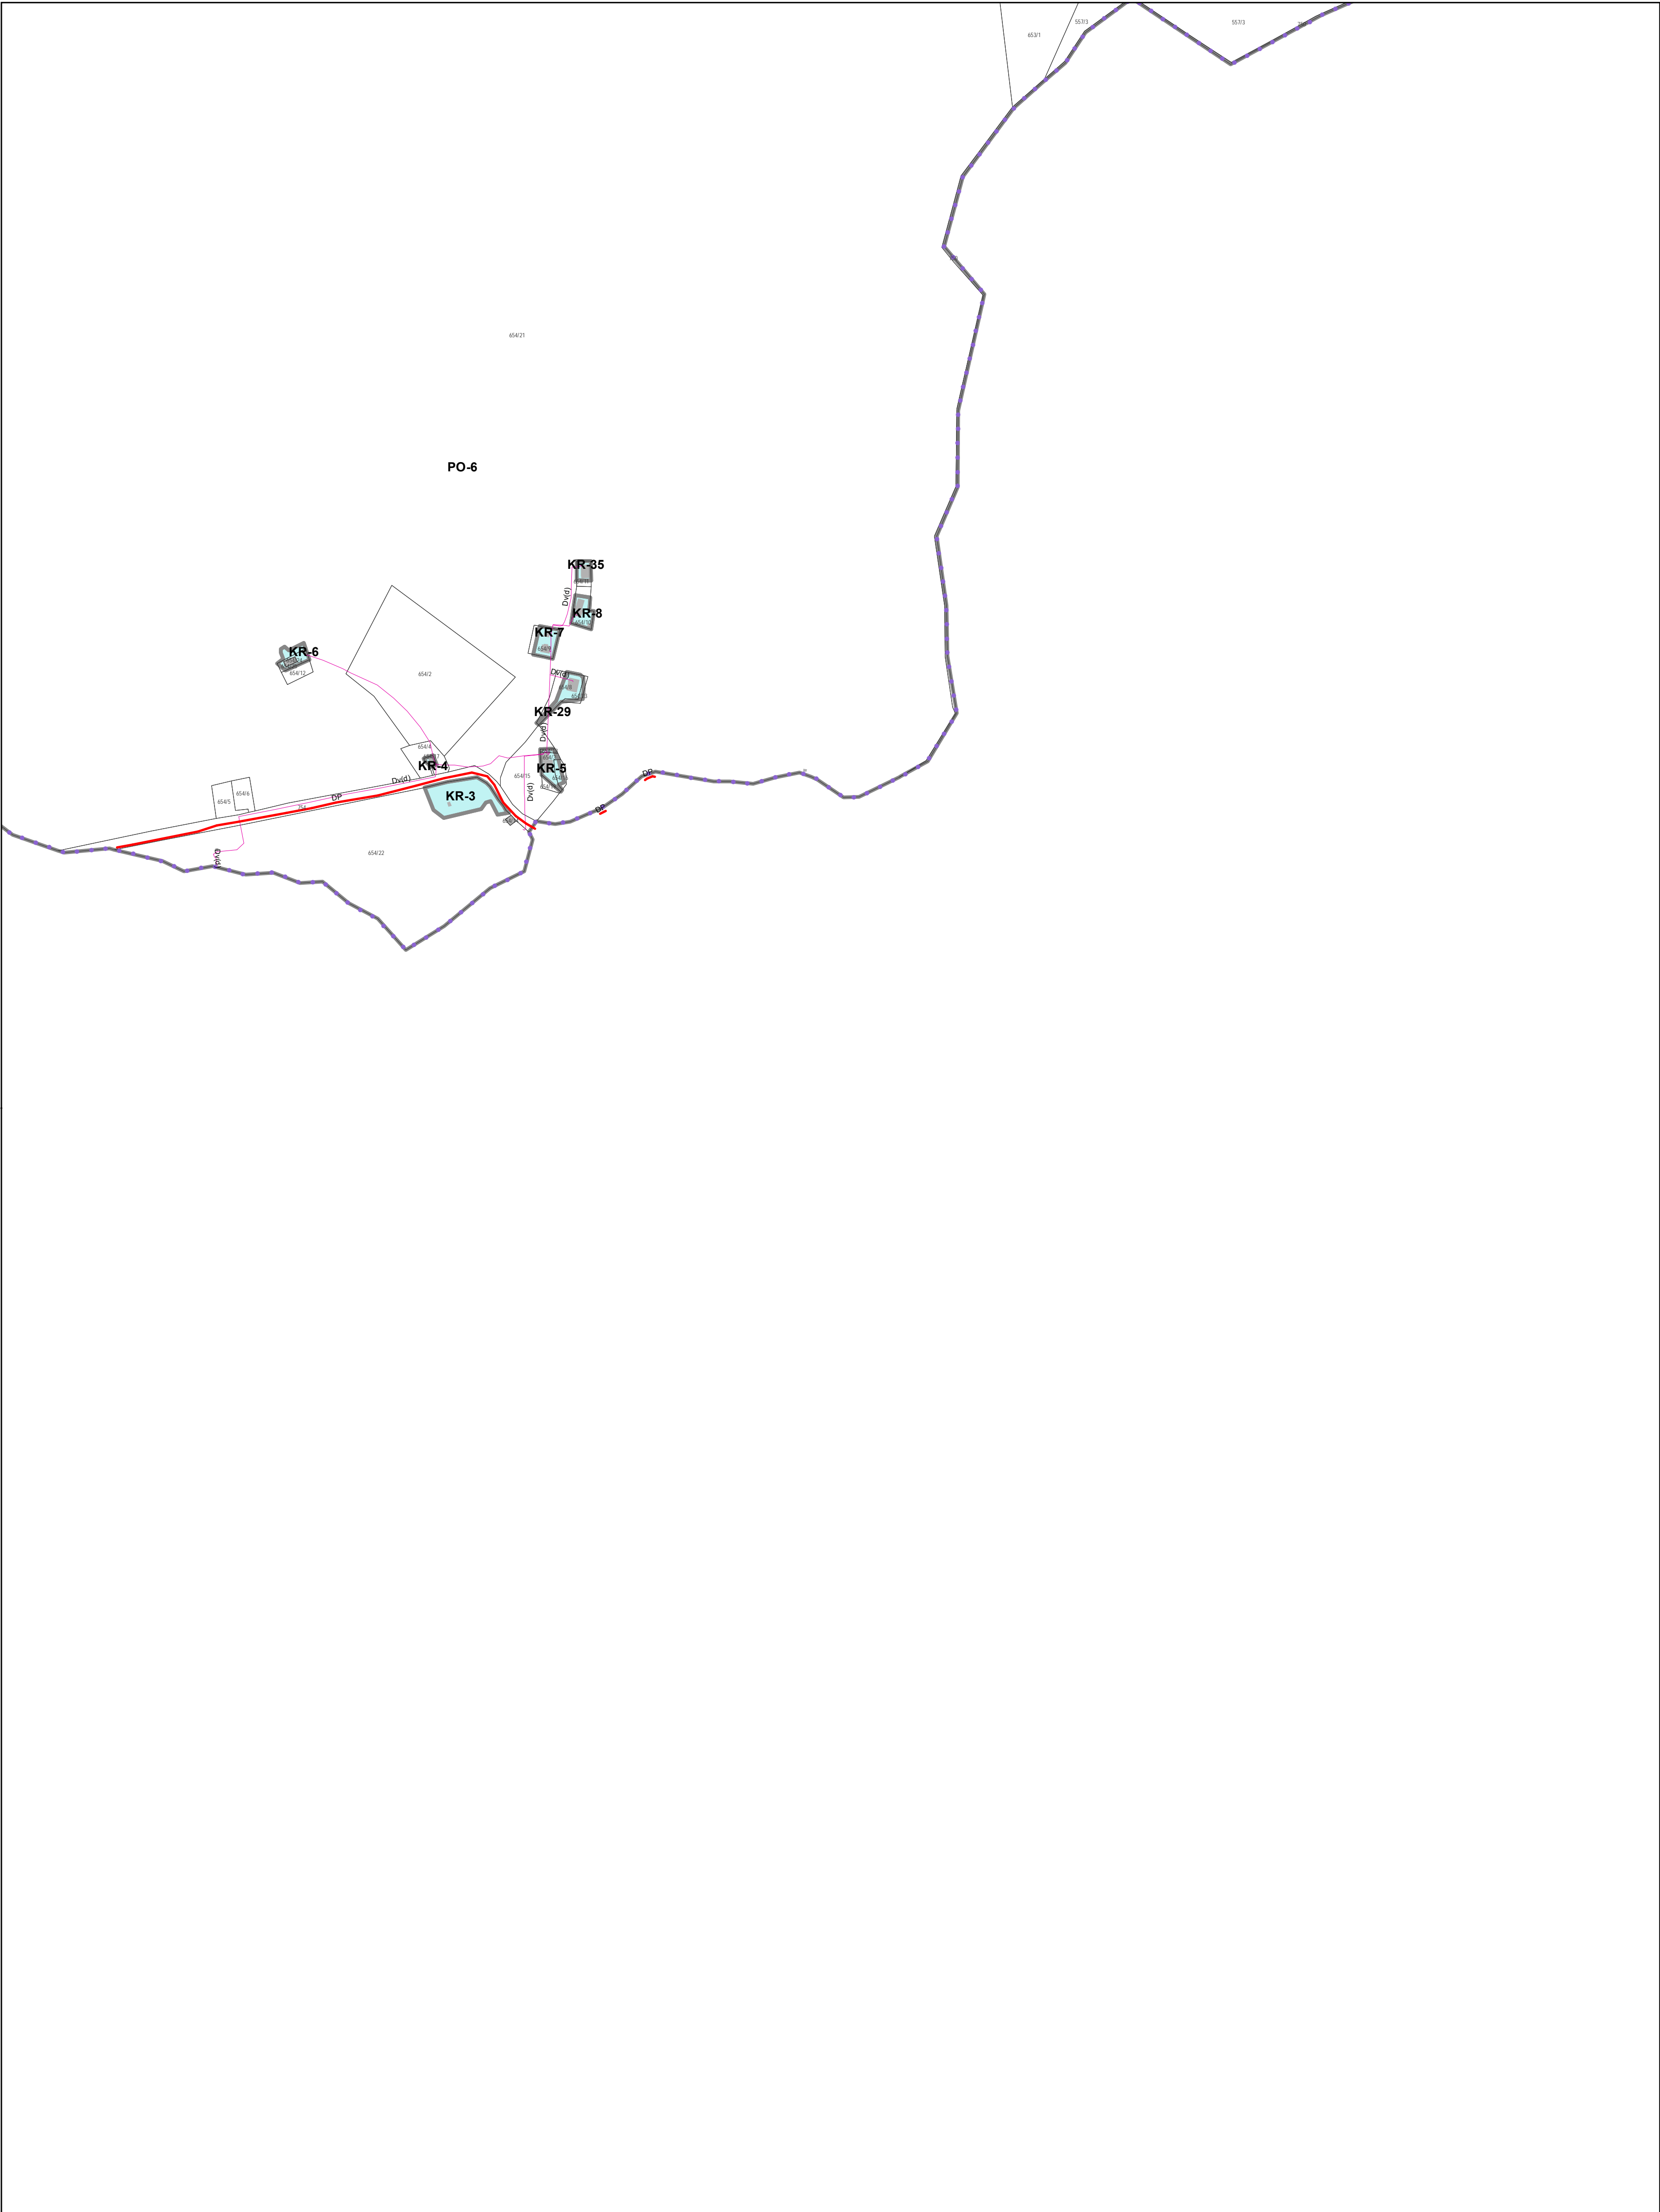 557/3
557/3
653/1
654/21
PO-6
KR-35
Dv(d)
KR-8
KR-7
KR-6
654/12
654/2
Dv(d)
KR-29
Dv(d)
654/4
KR-4
KR-5
654/15
DP
Dv(d)
Dv(d)
654/6
654/5
DP
KR-3
DP
654/22
Dv(d)